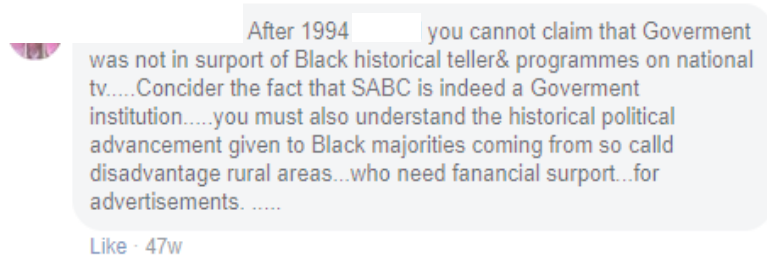 After 1994 you cannot claim that Goverment
was not in surport of Black historical teller& programmes on national
tv.....Concider the fact that SABC is indeed a Goverment
institution.....you must also understand the historical political
advancement given to Black majorities coming from so calld
disadvantage rural areas...who need fanancial surport...for
advertisements. .....
Like · 47w